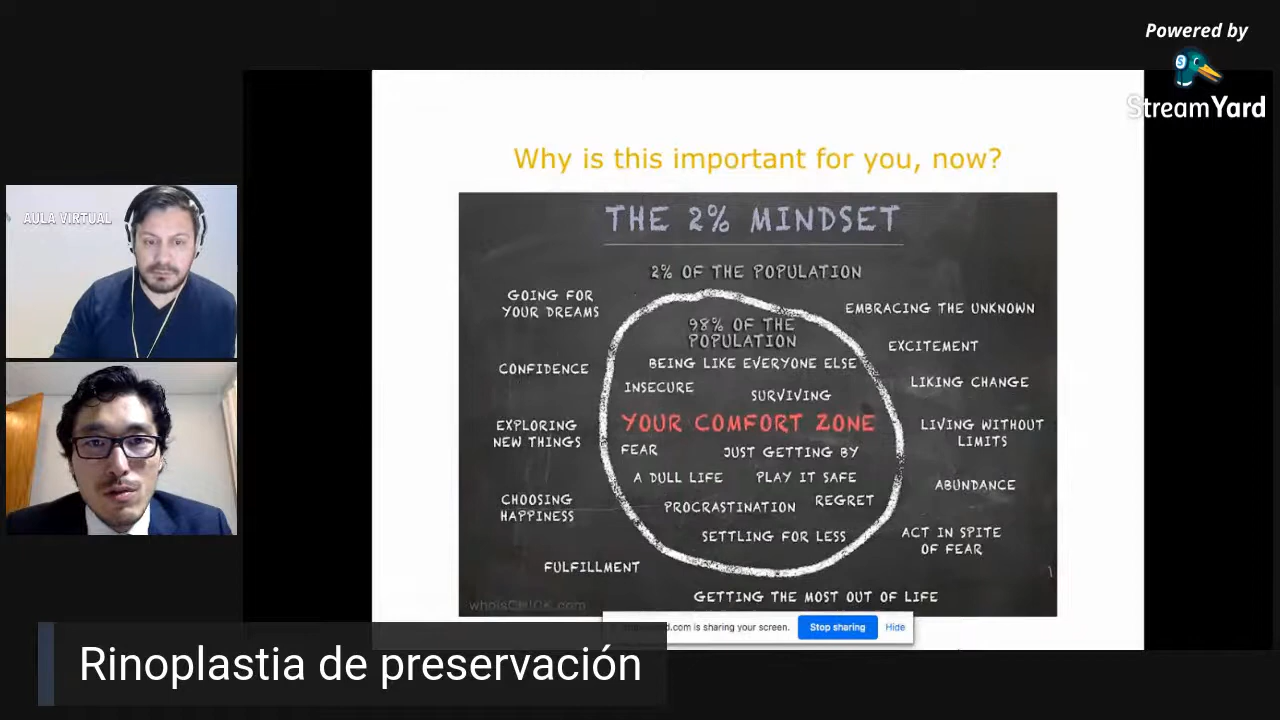 Powered by
StreamYard
AULA VIRTUAL
Why is this important for you, now?
THE 2% MINDSET
2% OF THE POPULATION
GOING FOR
YOUR DREAMS
CONFIDENCE
EXPLORING
NEW THINGS
CHOOSING
HAPPINESS
FULFILLMENT
98% OF THE
POPULATION
BEING LIKE EVERYONE ELSE
INSECURE
SURVIVING
YOUR COMFORT ZONE
FEAR
JUST GETTING BY
A DULL LIFE
PLAY IT SAFE
PROCRASTINATION
REGRET
SETTLING FOR LESS
EMBRACING THE UNKNOWN
EXCITEMENT
LIKING CHANGE
LIVING WITHOUT
LIMITS
ABUNDANCE
ACT IN SPITE
OF FEAR
GETTING THE MOST OUT OF LIFE
is sharing your screen.
Stop sharing
Hide
Rinoplastia de preservación